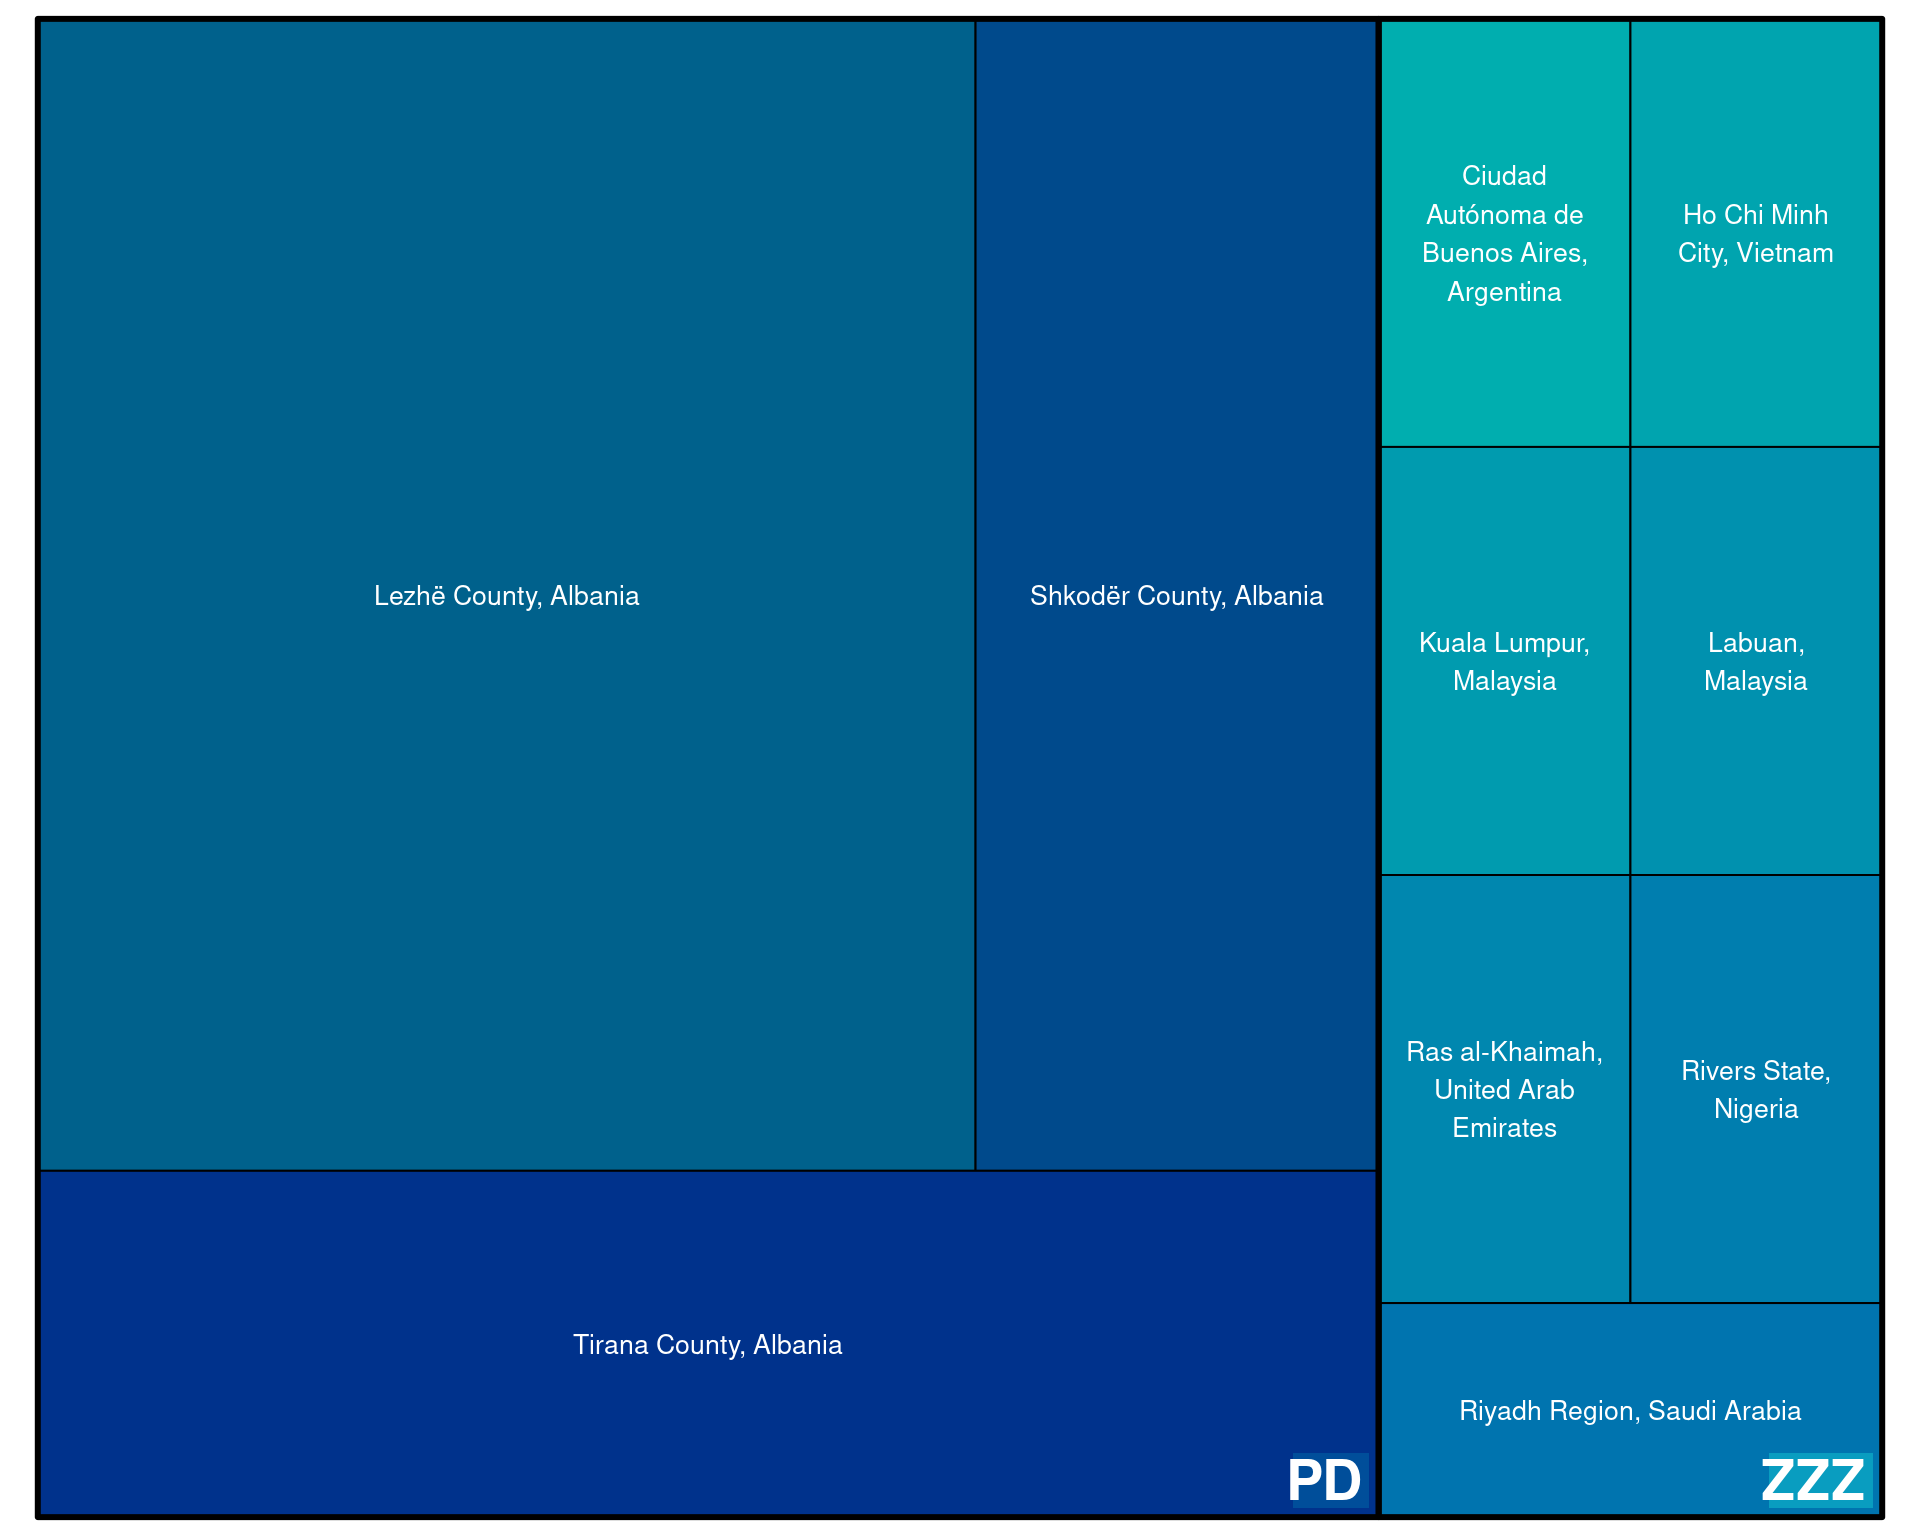 Lezhë County, Albania
Shkodër County, Albania
Tirana County, Albania
PD
Ciudad
Autónoma de
Buenos Aires,
Argentina
Ho Chi Minh
City, Vietnam
Kuala Lumpur,
Malaysia
Labuan,
Malaysia
Ras al-Khaimah,
United Arab
Emirates
Rivers State,
Nigeria
Riyadh Region, Saudi Arabia
ZZZ